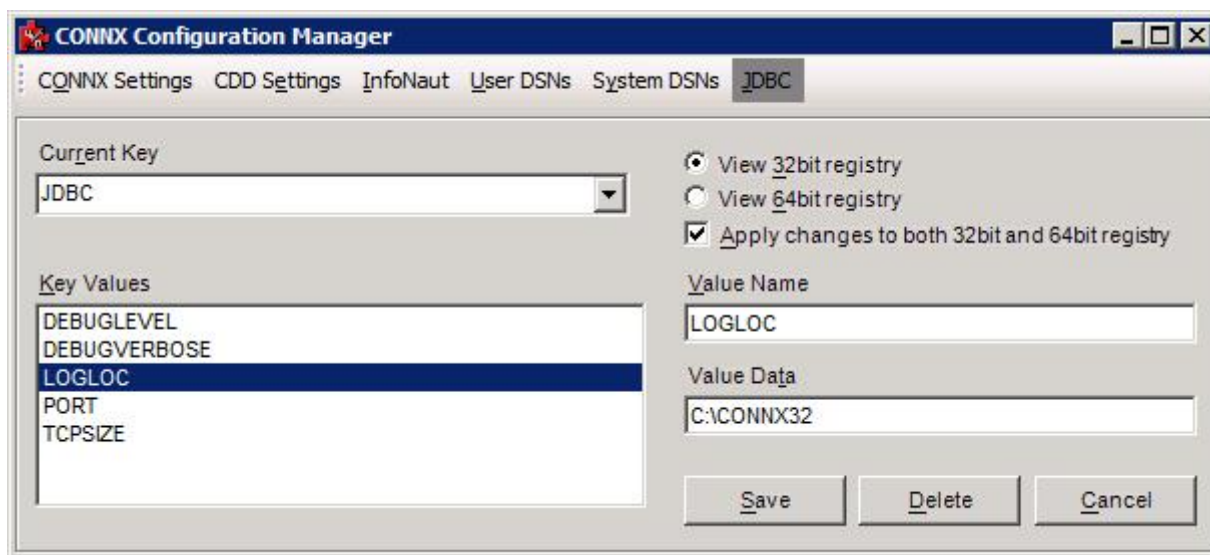 CONNX Configuration Manager
CONNX Settings CDD Settings InfoNaut User DSNs System DSNs JDBC
Current Key
JDBC
View 32bit registry
View 64bit registry
Apply changes to both 32bit and 64bit registry
Key Values
DEBUGLEVEL
DEBUGVERBOSE
LOGLOC
PORT
TCPSIZE
Value Name
LOGLOC
Value Data
C:\CONNX32
Save Delete Cancel